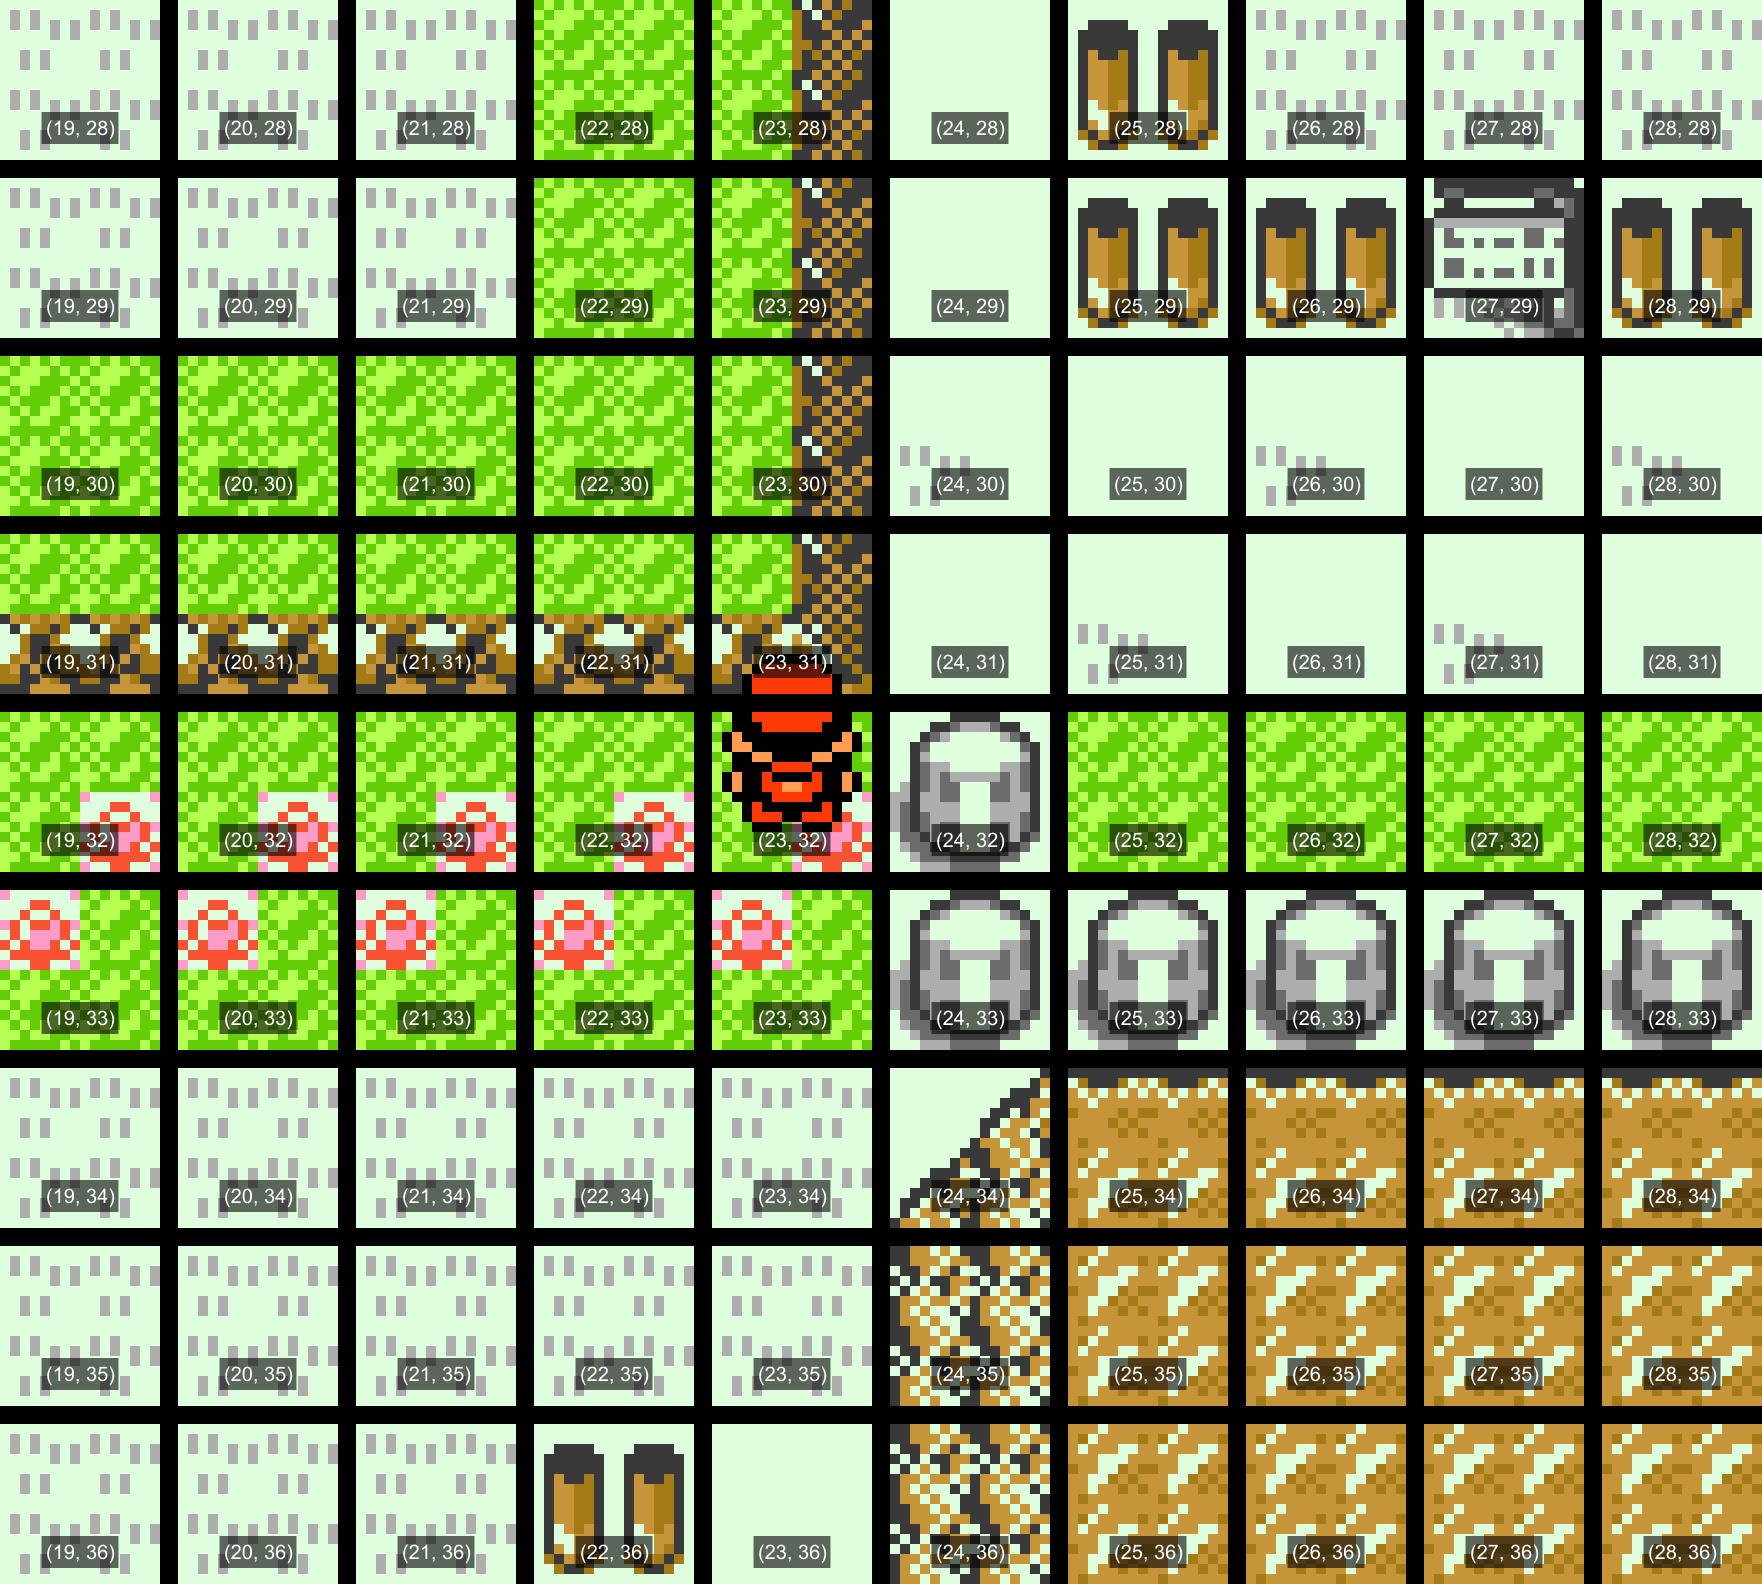 (19, 28) (20, 28) (21, 28) (22, 28) (23, 28) (24, 28) (25, 28) (26, 28) (27, 28) (28, 28)
(19, 29) (20, 29) (21, 29) (22, 29) (23, 29) (24, 29) (25, 29) (26, 29) (27, 29) (28, 29)
(19, 30) (20, 30) (21, 30) (22, 30) (23, 30) (24, 30) (25, 30) (26, 30) (27, 30) (28, 30)
(19, 31) (20, 31) (21, 31) (22, 31) (23, 31) (24, 31) (25, 31) (26, 31) (27, 31) (28, 31)
(19, 32) (20, 32) (21, 32) (22, 32) (23, 32) (24, 32) (25, 32) (26, 32) (27, 32) (28, 32)
(19, 33) (20, 33) (21, 33) (22, 33) (23, 33) (24, 33) (25, 33) (26, 33) (27, 33) (28, 33)
(19, 34) (20, 34) (21, 34) (22, 34) (23, 34) (24, 34) (25, 34) (26, 34) (27, 34) (28, 34)
(19, 35) (20, 35) (21, 35) (22, 35) (23, 35) (24, 35) (25, 35) (26, 35) (27, 35) (28, 35)
(19, 36) (20, 36) (21, 36) (22, 36) (23, 36) (24, 36) (25, 36) (26, 36) (27, 36) (28, 36)